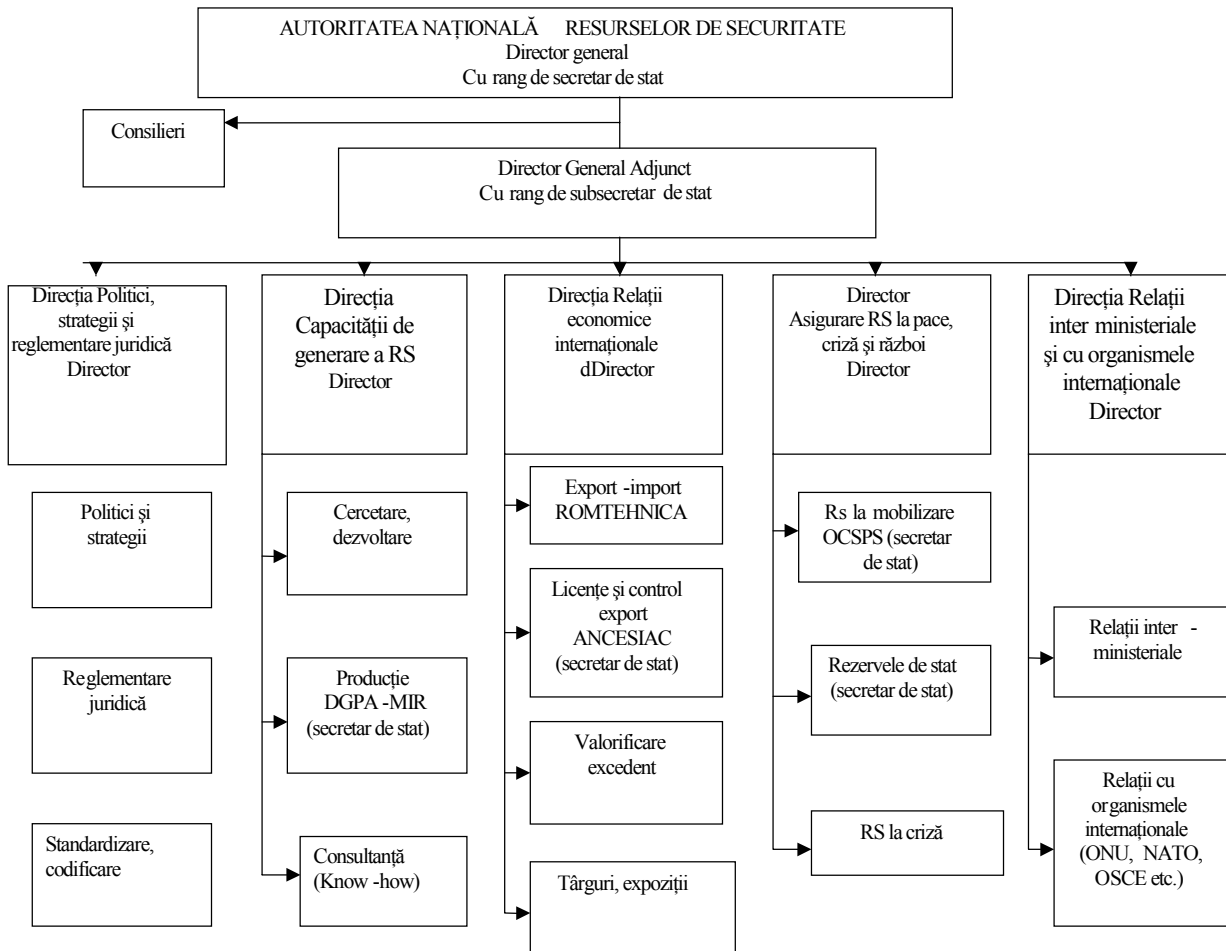 AUTORITATEA NAȚIONALĂ RESURSELOR DE SECURITATE
Director general
Cu rang de secretar de stat
Consilieri
Director General Adjunct
Cu rang de subsecretar de stat
Direcția Politici,
strategii și
reglementare juridică
Director
Direcția
Capacității de
generare a RS
Director
Direcția Relații
economice
internaționale
dDirector
Director
Asigurare RS la pace,
criză și război
Director
Direcția Relații
inter ministeriale
și cu organismele
internaționale
Director
Politici și
strategii
Reglementare
juridică
Standardizare,
codificare
Cercetare,
dezvoltare
Producție
DGPA -MIR
(secretar de stat)
Consultanță
(Know -how)
Export -import
ROMTEHNICA
Licențe și control
export
ANCESIAC
(secretar de stat)
Valorificare
excedent
Târguri, expoziții
Rs la mobilizare
OCSPS (secretar
de stat)
Rezervele de stat
(secretar de stat)
RS la criză
Relații inter -
ministeriale
Relații cu
organismele
internaționale
(ONU, NATO,
OSCE etc.)